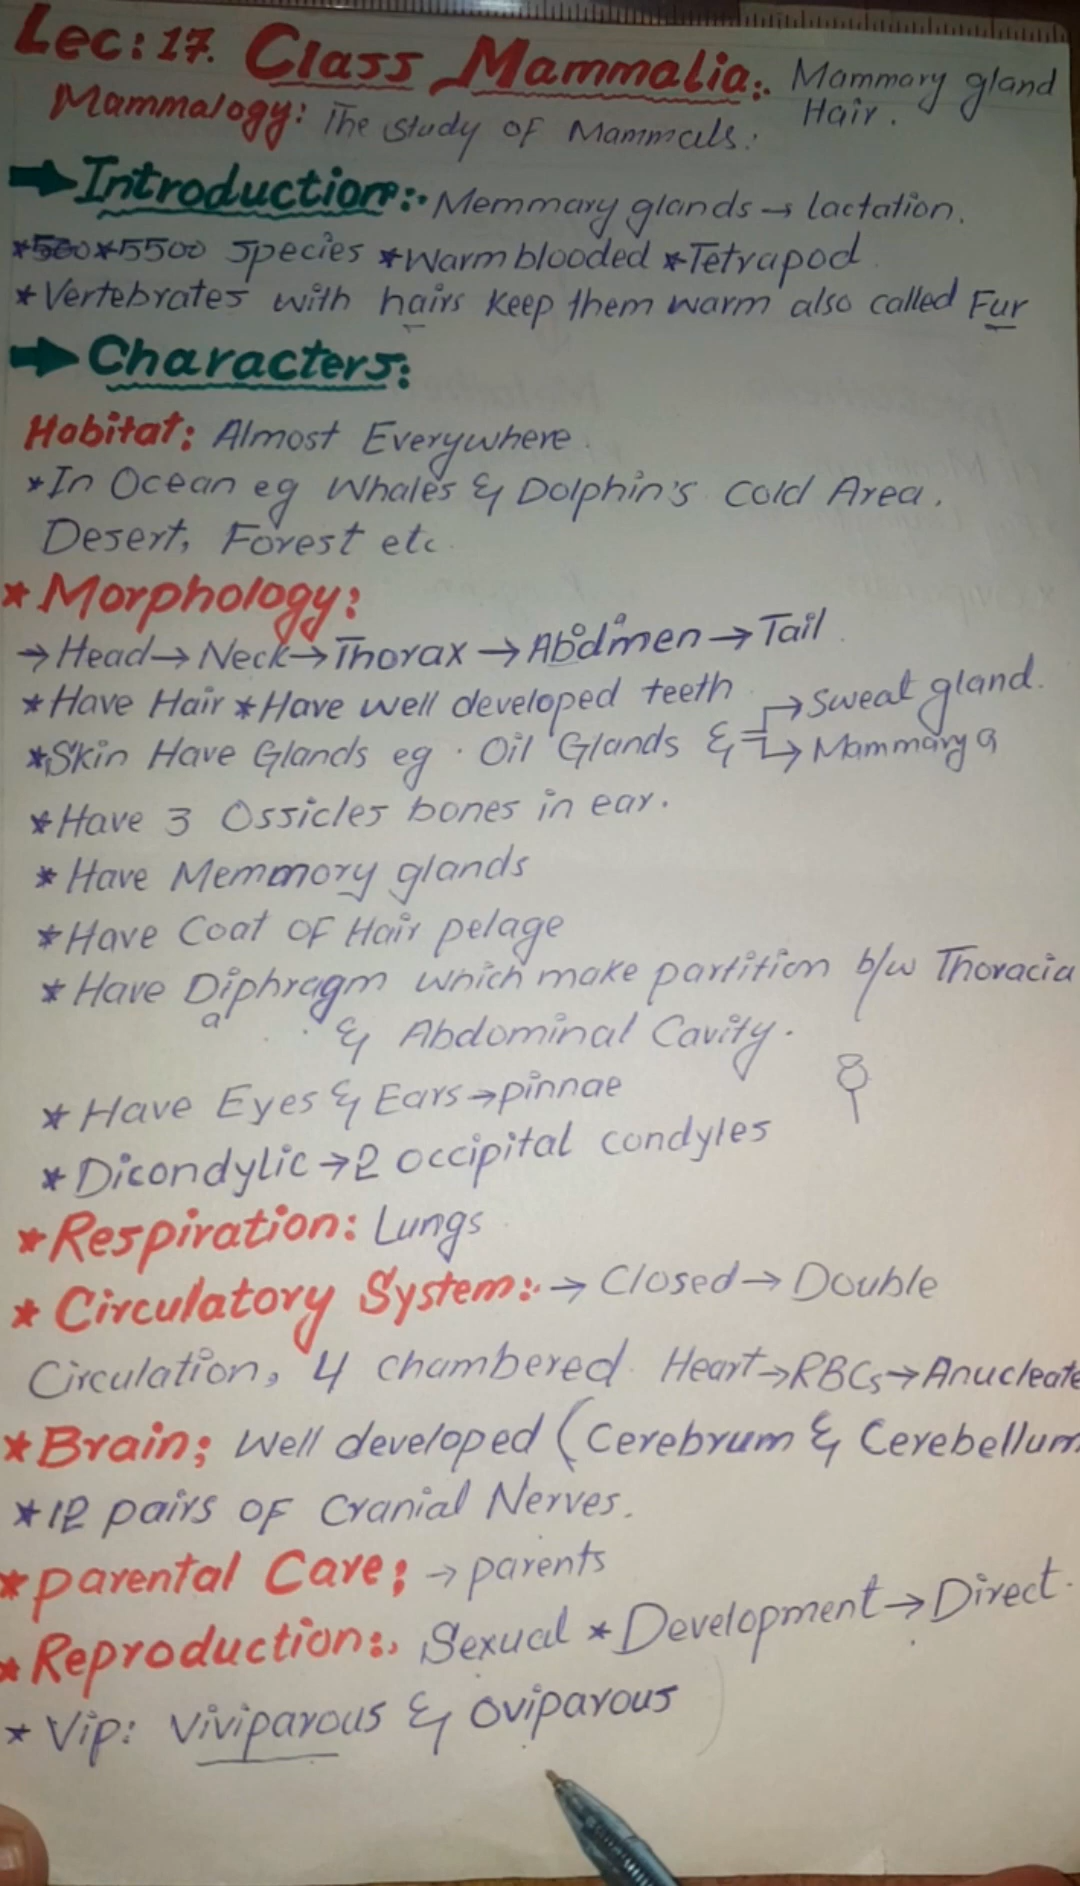 Lec: 17. Class Mammalia:. Mammary gland
Hair.
Mammalogy: The study of Mammals:
→ Introduction:. Memmary glands → lactation.
*5500 Species *Warmblooded *Tetrapod
*Vertebrates with hairs keep them warm also called Fur
→ Characters:
Habitat: Almost Everywhere.
*In Ocean eg Whales & Dolphin's Cold Area.
Desert, Forest etc.
* Morphology:
→ Head → Neck → Thorax → Abdomen → Tail
*Have Hair *Have well developed teeth
*Skin Have Glands eg. Oil Glands & → Sweat gland.
→ Mammary G
*Have 3 Ossicles bones in ear.
*Have Memmory glands
*Have Coat of Hair pelage
*Have Diaphragm which make partition b/w Thoracia
& Abdominal Cavity.
*Have Eyes & Ears → pinnae
*Dicondylic → 2 occipital condyles
*Respiration: Lungs
*Circulatory System:. → Closed → Double
Circulation, 4 chambered Heart → RBCs → Anucleate
*Brain; Well developed (Cerebrum & Cerebellum
*12 pairs of Cranial Nerves.
*Parental Care; → parents
*Reproduction:. Sexual *Development → Direct.
*Vip: Viviparous & oviparous